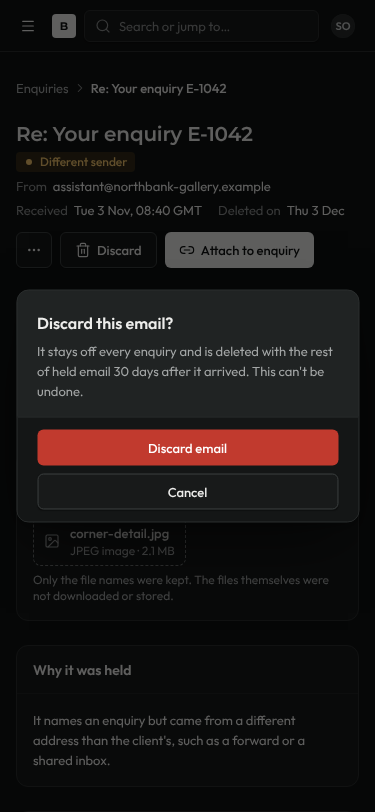 B
Search or jump to...
SO
Enquiries > Re: Your enquiry E-1042
Re: Your enquiry E-1042
Different sender
From assistant@northbank-gallery.example
Received Tue 3 Nov, 08:40 GMT Deleted on Thu 3 Dec
Discard
Attach to enquiry
Discard this email?
It stays off every enquiry and is deleted with the rest
of held email 30 days after it arrived. This can't be
undone.
Discard email
Cancel
corner-detail.jpg
JPEG image · 2.1 MB
Only the file names were kept. The files themselves were
not downloaded or stored.
Why it was held
It names an enquiry but came from a different
address than the client's, such as a forward or a
shared inbox.